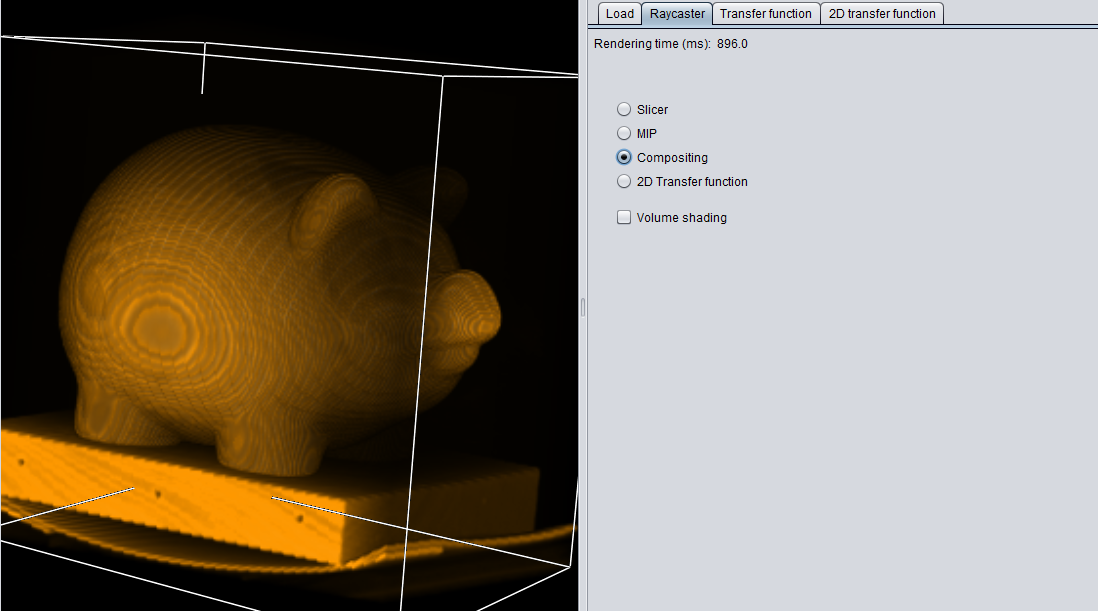 Load Raycaster Transfer function 2D transfer function
Rendering time (ms): 896.0
Slicer
MIP
Compositing
2D Transfer function
Volume shading